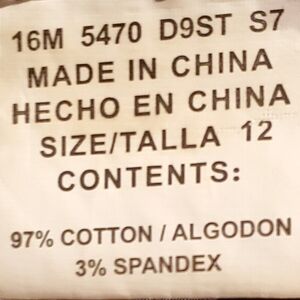 16M 5470 D9ST S7
MADE IN CHINA
HECHO EN CHINA
SIZE/TALLA 12
CONTENTS:
97% COTTON / ALGODON
3% SPANDEX